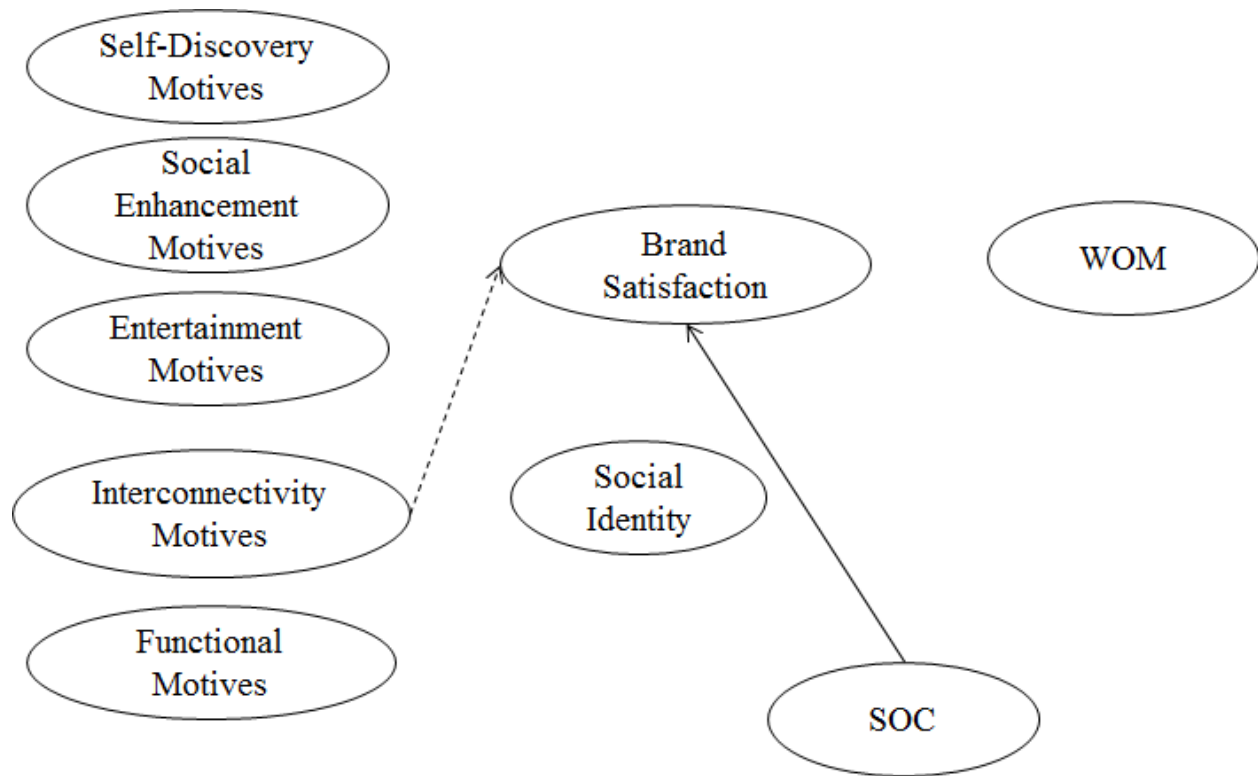 Self-Discovery
Motives
Social
Enhancement
Motives
Brand
Satisfaction
WOM
Entertainment
Motives
Interconnectivity
Motives
Social
Identity
Functional
Motives
SOC